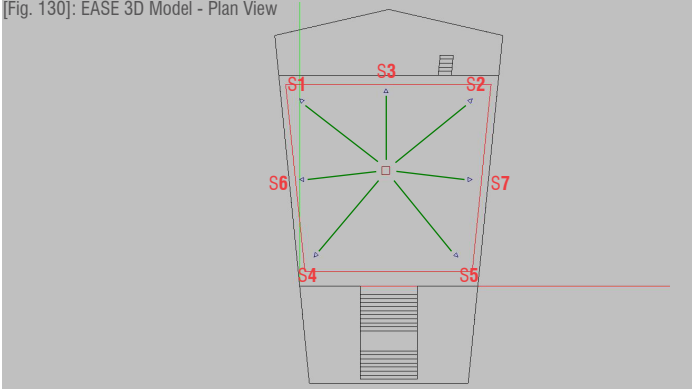 [Fig. 130]: EASE 3D Model - Plan View
S3
S1
S2
S6
S7
S4
S5